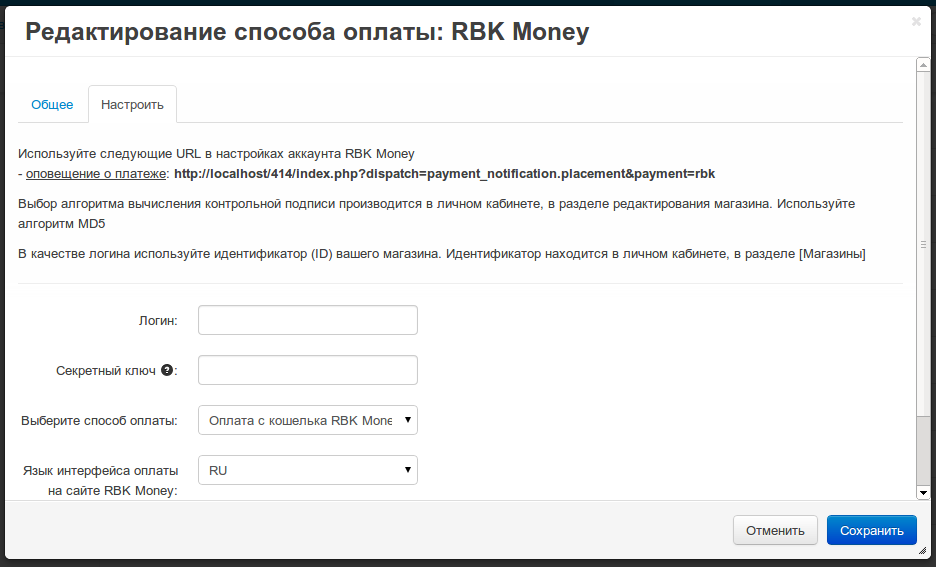 Редактирование способа оплаты: RBK Money
Общее
Настроить
Используйте следующие URL в настройках аккаунта RBK Money
- оповещение о платеже: http://localhost/414/index.php?dispatch=payment_notification.placement&payment=rbk
Выбор алгоритма вычисления контрольной подписи производится в личном кабинете, в разделе редактирования магазина. Используйте
алгоритм MD5
В качестве логина используйте идентификатор (ID) вашего магазина. Идентификатор находится в личном кабинете, в разделе [Магазины]
Логин:
Секретный ключ ?:
Выберите способ оплаты:
Оплата с кошелька RBK Mone
Язык интерфейса оплаты
на сайте RBK Money:
RU
Отменить
Сохранить